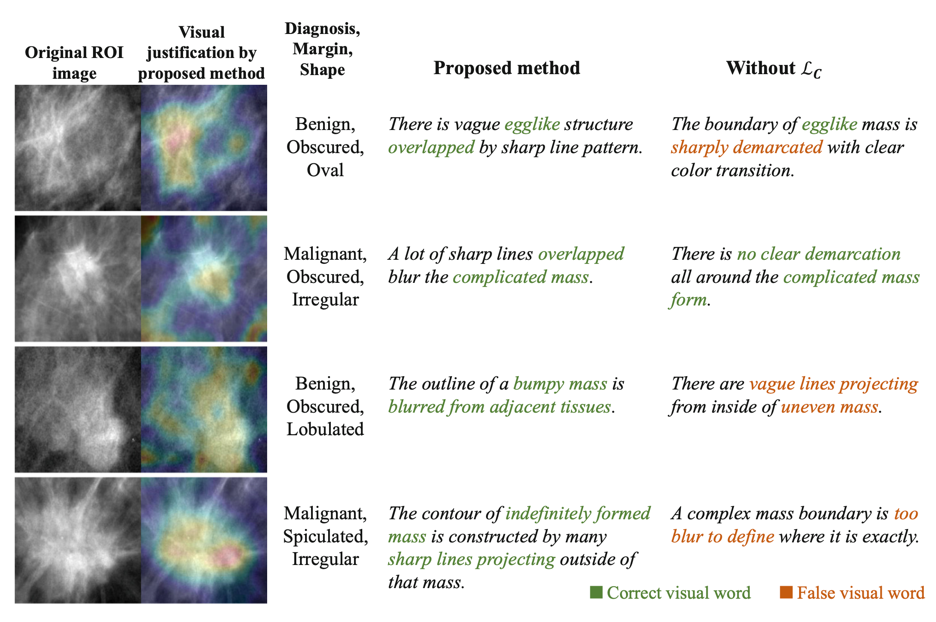 Original ROI
image
Visual
justification by
proposed method
Diagnosis,
Margin,
Shape
Proposed method
Without ℒ_C
Benign,
Obscured,
Oval
There is vague egglike structure
overlapped by sharp line pattern.
The boundary of egglike mass is
sharply demarcated with clear
color transition.
Malignant,
Obscured,
Irregular
A lot of sharp lines overlapped
blur the complicated mass.
There is no clear demarcation
all around the complicated mass
form.
Benign,
Obscured,
Lobulated
The outline of a bumpy mass is
blurred from adjacent tissues.
There are vague lines projecting
from inside of uneven mass.
Malignant,
Spiculated,
Irregular
The contour of indefinitely formed
mass is constructed by many
sharp lines projecting outside of
that mass.
A complex mass boundary is too
blur to define where it is exactly.
Correct visual word
False visual word